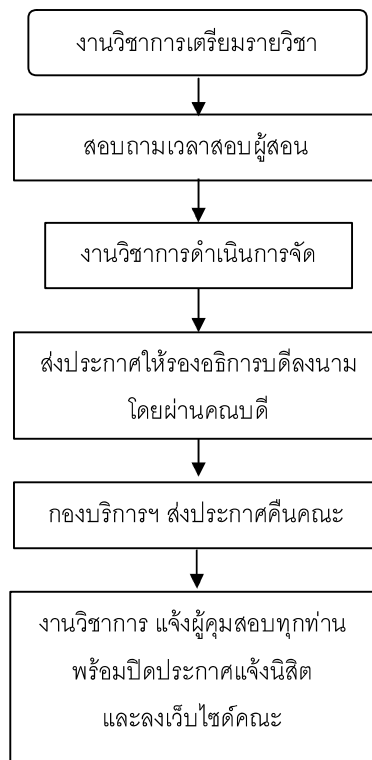 งานวิชาการเตรียมรายวิชา
สอบถามเวลาสอบผู้สอน
งานวิชาการดำเนินการจัด
ส่งประกาศให้รองอธิการบดีลงนาม
โดยผ่านคณบดี
กองบริการฯ ส่งประกาศคืนคณะ
งานวิชาการ แจ้งผู้คุมสอบทุกท่าน
พร้อมปิดประกาศแจ้งนิสิต
และลงเว็บไซด์คณะ